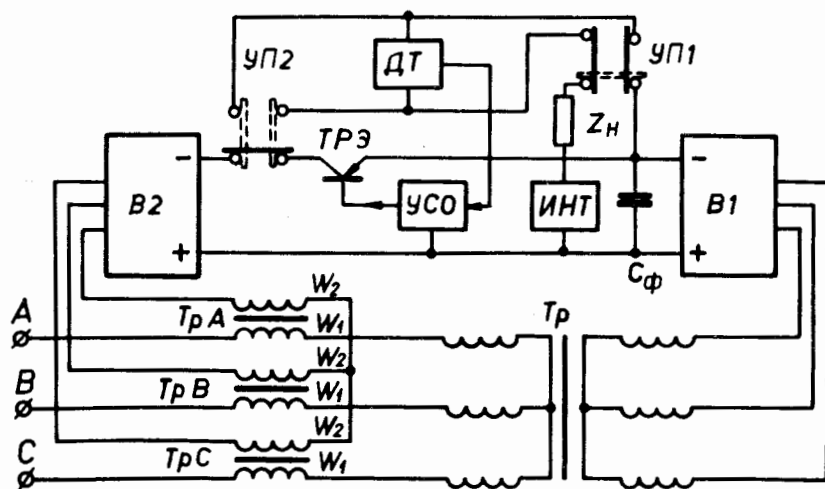 УП2
ДТ
УП1
ТРЭ
Zн
-
-
В2
УСО
ИНТ
В1
+
+
Cф
W2
A
Тр А
W1
Тр
W2
B
Тр В
W1
W2
C
Тр С
W1